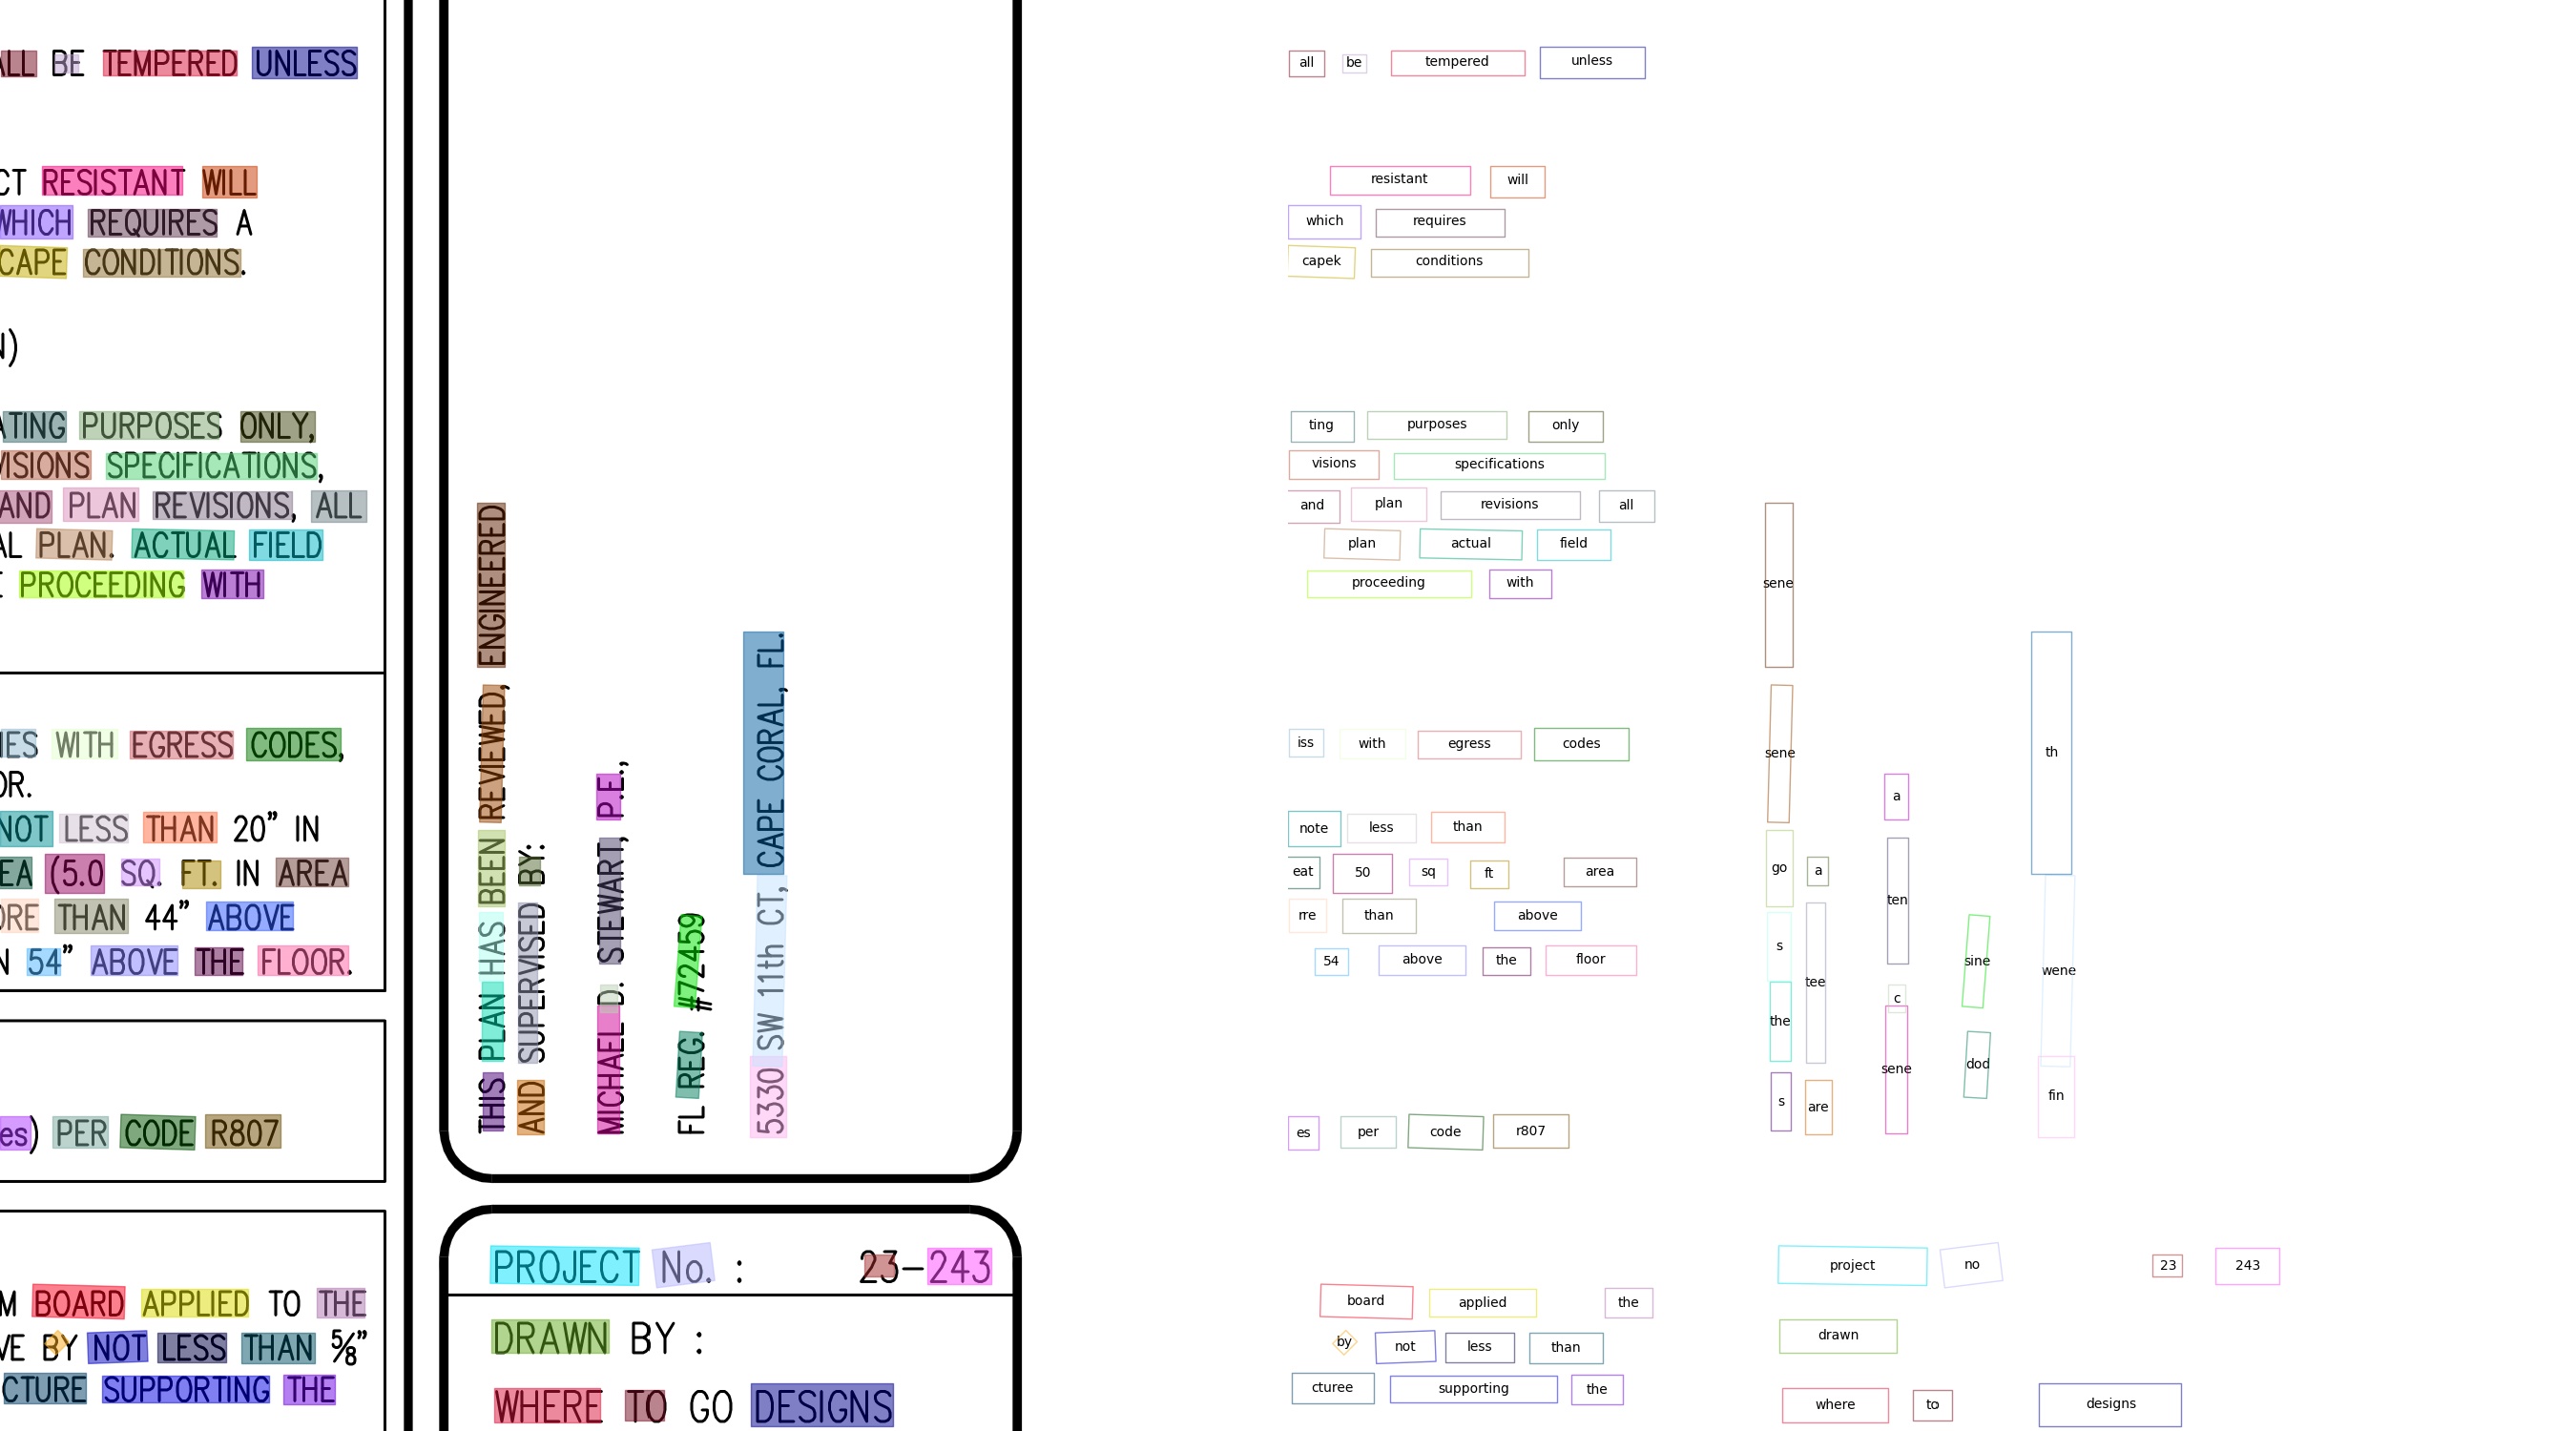 ALL BE TEMPERED UNLESS
CT RESISTANT WILL
WHICH REQUIRES A
CAPE CONDITIONS.
N)
ATING PURPOSES ONLY,
VISIONS SPECIFICATIONS,
AND PLAN REVISIONS, ALL
AL PLAN. ACTUAL FIELD
E PROCEEDING WITH
IES WITH EGRESS CODES,
OR.
NOT LESS THAN 20” IN
EA (5.0 SQ. FT. IN AREA
ORE THAN 44” ABOVE
N 54” ABOVE THE FLOOR.
es) PER CODE R807
M BOARD APPLIED TO THE
VE BY NOT LESS THAN ⅝”
CTURE SUPPORTING THE
THIS PLAN HAS BEEN REVIEWED, ENGINEERED
AND SUPERVISED BY:
MICHAEL D. STEWART, P.E.,
FL REG. #72459
5330 SW 11th CT, CAPE CORAL, FL.
PROJECT No. : 23-243
DRAWN BY :
WHERE TO GO DESIGNS
all be tempered unless
resistant will
which requires
capek conditions
ting purposes only
visions specifications
and plan revisions all
plan actual field
proceeding with
iss with egress codes
note less than
eat 50 sq ft area
rre than above
54 above the floor
es per code r807
board applied the
by not less than
cturee supporting the
s the s go sene sene
are tee a
sene c ten a
dod sine
fin wene th
project no 23 243
drawn
where to designs